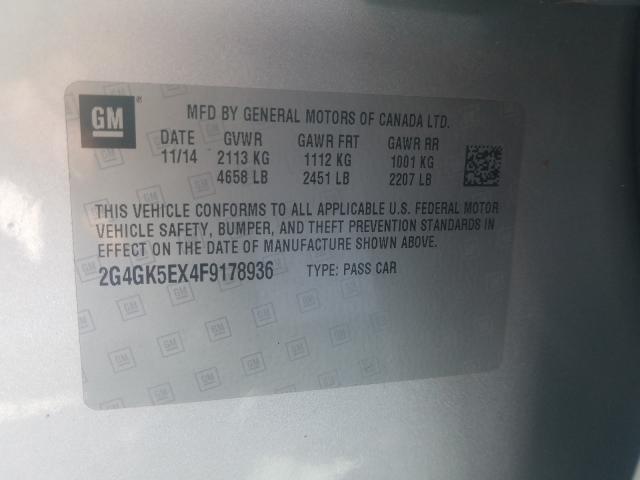 GM
MFD BY GENERAL MOTORS OF CANADA LTD.
DATE GVWR GAWR FRT GAWR RR
11/14 2113 KG 1112 KG 1001 KG
4658 LB 2451 LB 2207 LB
THIS VEHICLE CONFORMS TO ALL APPLICABLE U.S. FEDERAL MOTOR
VEHICLE SAFETY, BUMPER, AND THEFT PREVENTION STANDARDS IN
EFFECT ON THE DATE OF MANUFACTURE SHOWN ABOVE.
2G4GK5EX4F9178936 TYPE: PASS CAR